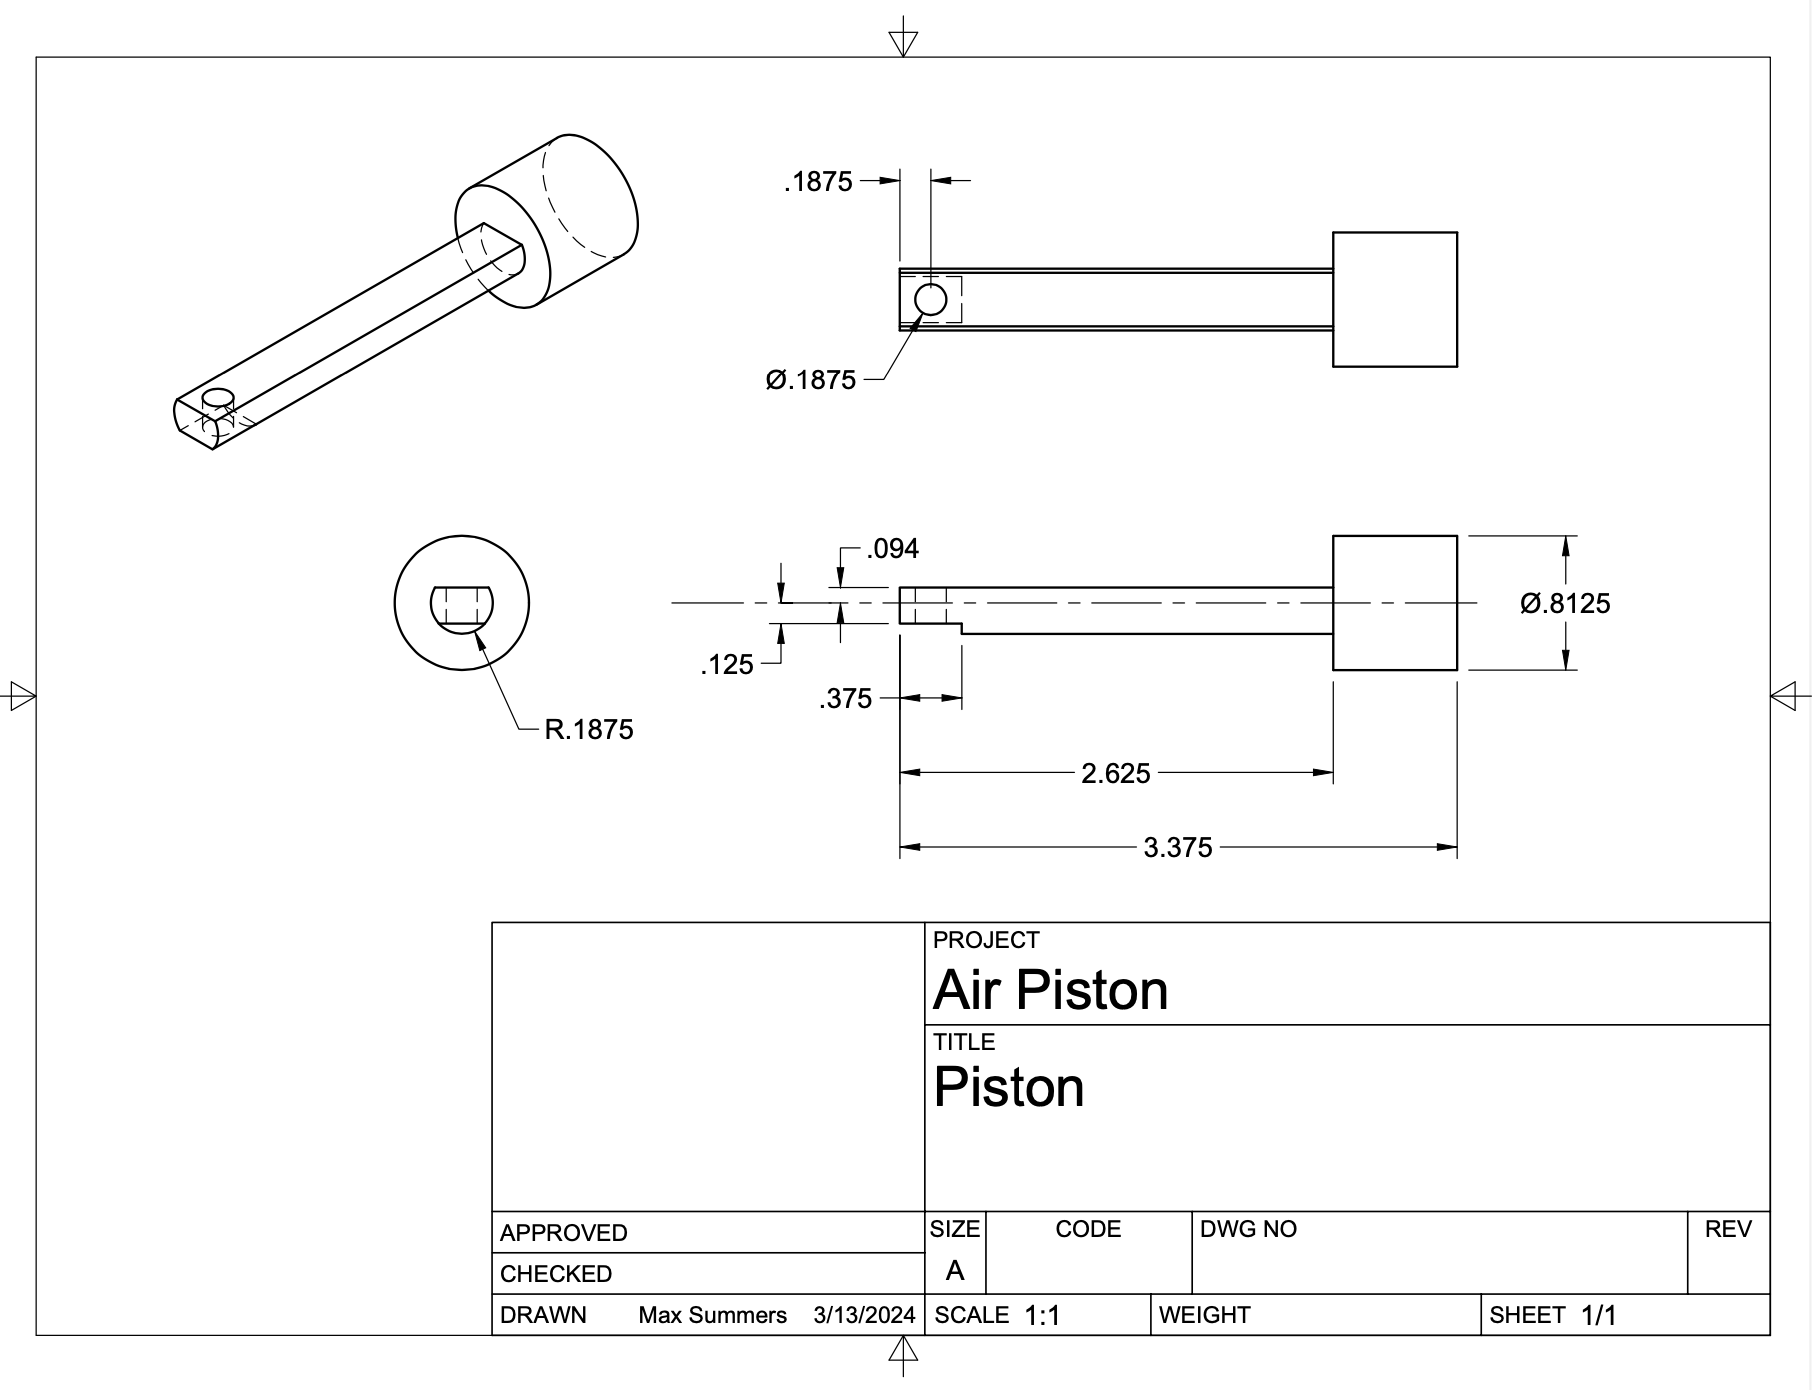 .1875
Ø.1875
.094
Ø.8125
.125
.375
R.1875
2.625
3.375
PROJECT
Air Piston
TITLE
Piston
APPROVED
SIZE CODE DWG NO REV
CHECKED
A
DRAWN Max Summers 3/13/2024 SCALE 1:1 WEIGHT SHEET 1/1